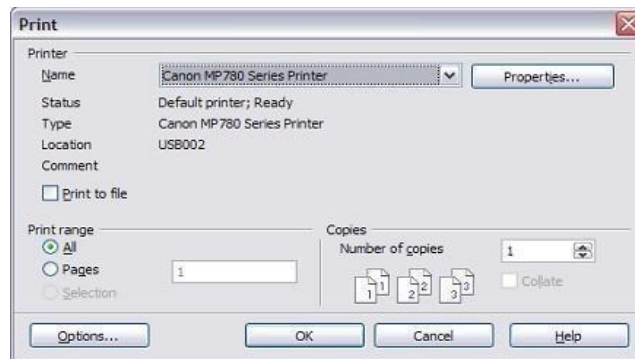 Print
Printer
Name Canon MP780 Series Printer Properties...
Status Default printer; Ready
Type Canon MP780 Series Printer
Location USB002
Comment
Print to file
Print range Copies
All Number of copies 1
Pages 1
1 1 2 2 3 3 Collate
Selection
Options... OK Cancel Help